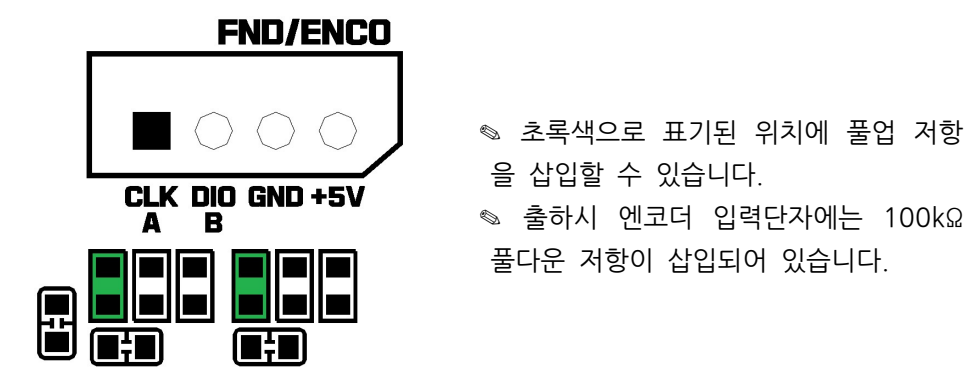 FND/ENCO
CLK DIO GND +5V
A B
✎ 초록색으로 표기된 위치에 풀업 저항
을 삽입할 수 있습니다.
✎ 출하시 엔코더 입력단자에는 100kΩ
풀다운 저항이 삽입되어 있습니다.